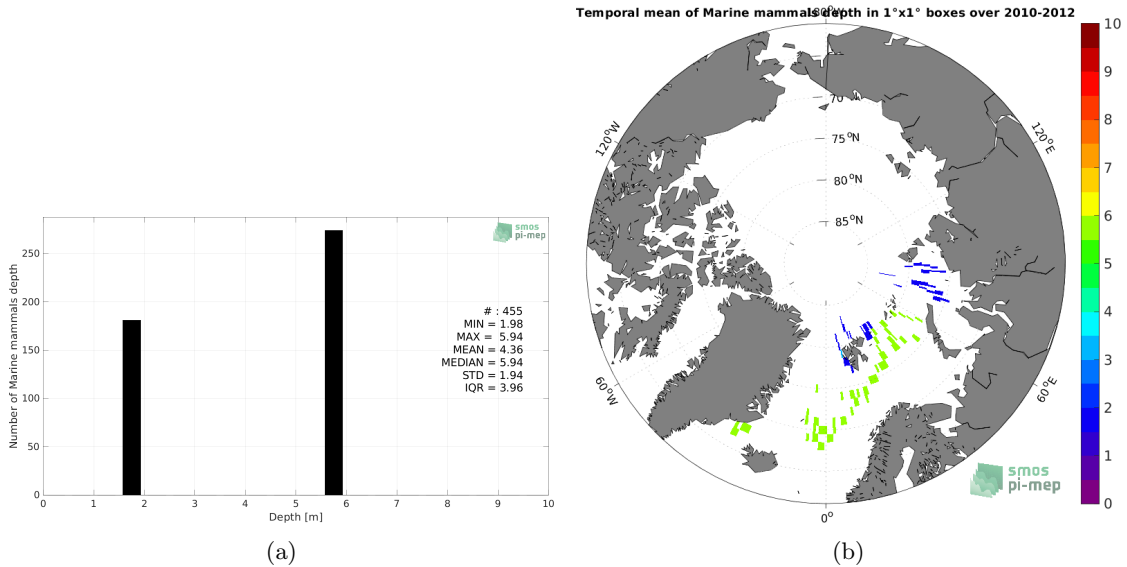 smos
pi-mep
Number of Marine mammals depth
250
200
150
100
50
0
# : 455
MIN = 1.98
MAX = 5.94
MEAN = 4.36
MEDIAN = 5.94
STD = 1.94
IQR = 3.96
0 1 2 3 4 5 6 7 8 9 10
Depth [m]
(a)
Temporal mean of Marine mammals depth in 1°x1° boxes over 2010-2012
180°W
120°W
120°E
70°N
75°N
80°N
85°N
60°W
60°E
0°
10
9
8
7
6
5
4
3
2
1
0
smos
pi-mep
(b)